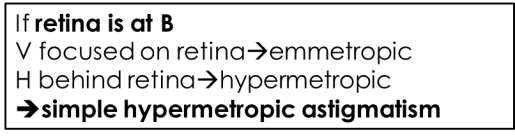 If retina is at B
V focused on retina➔emmetropic
H behind retina➔hypermetropic
➔simple hypermetropic astigmatism